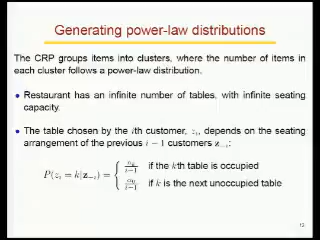 Generating power-law distributions
The CRP groups items into clusters, where the number of items in
each cluster follows a power-law distribution.
• Restaurant has an infinite number of tables, with infinite seating
capacity.
• The table chosen by the ith customer, z_i, depends on the seating
arrangement of the previous i − 1 customers z_{−i}:
P(z_i = k|z_{−i}) = { n_k/(i−1) if the kth table is occupied
α_0/(i−1) if k is the next unoccupied table